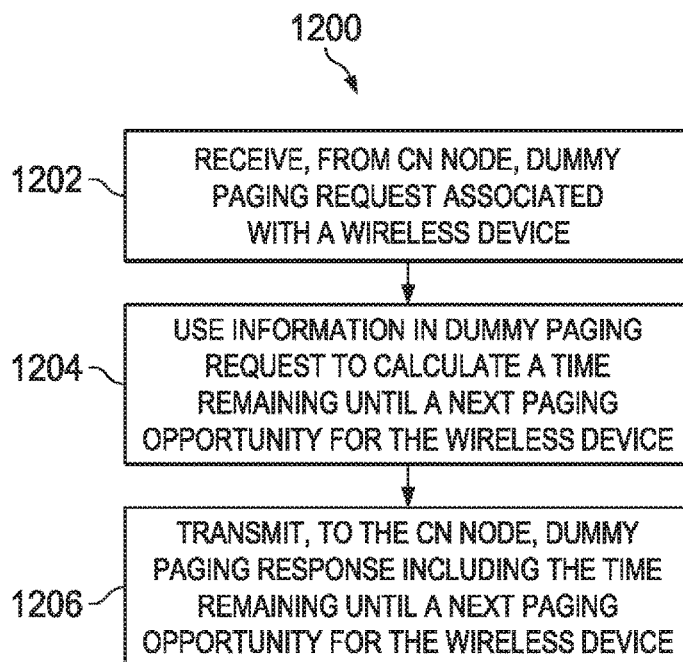 1200
1202
RECEIVE, FROM CN NODE, DUMMY
PAGING REQUEST ASSOCIATED
WITH A WIRELESS DEVICE
1204
USE INFORMATION IN DUMMY PAGING
REQUEST TO CALCULATE A TIME
REMAINING UNTIL A NEXT PAGING
OPPORTUNITY FOR THE WIRELESS DEVICE
1206
TRANSMIT, TO THE CN NODE, DUMMY
PAGING RESPONSE INCLUDING THE TIME
REMAINING UNTIL A NEXT PAGING
OPPORTUNITY FOR THE WIRELESS DEVICE